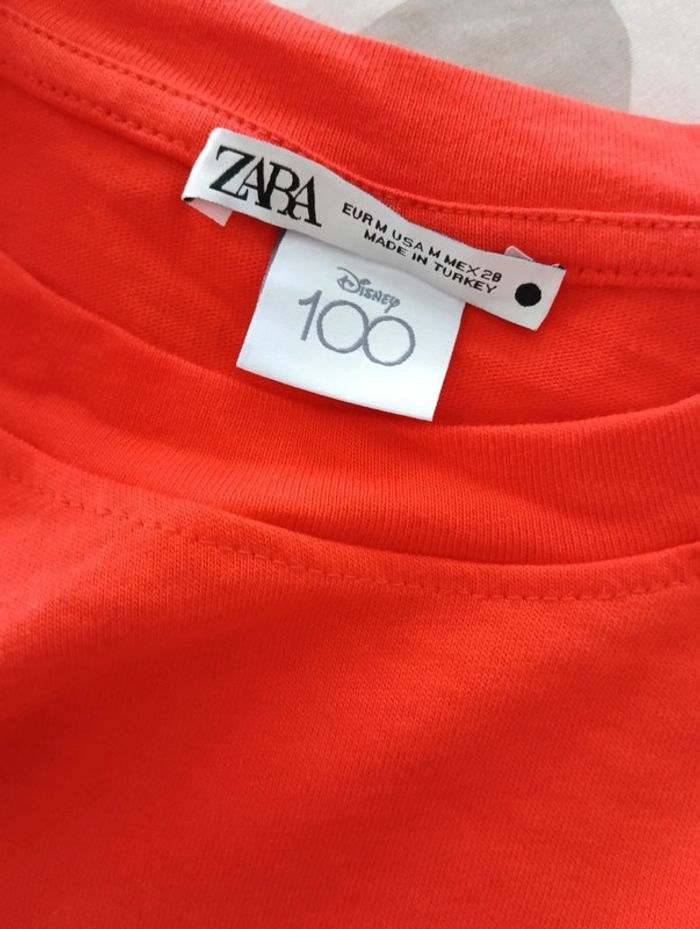 ZARA
EUR M USA M MEX 28
MADE IN TURKEY
Disney
100